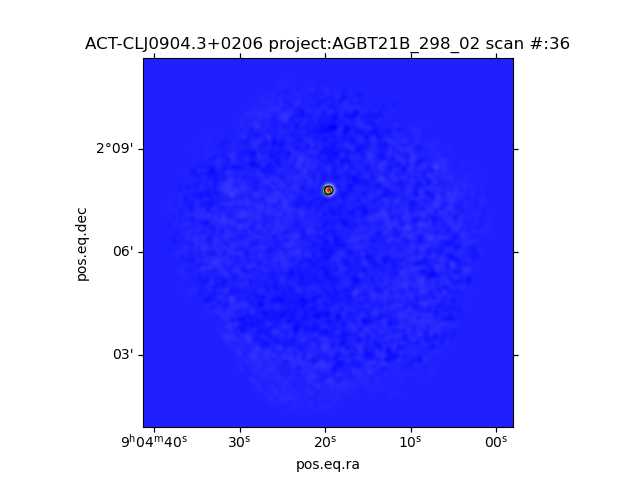 ACT-CLJ0904.3+0206 project:AGBT21B_298_02 scan #:36
2°09'
06'
03'
pos.eq.dec
9ʰ04ᵐ40ˢ 30ˢ 20ˢ 10ˢ 00ˢ
pos.eq.ra